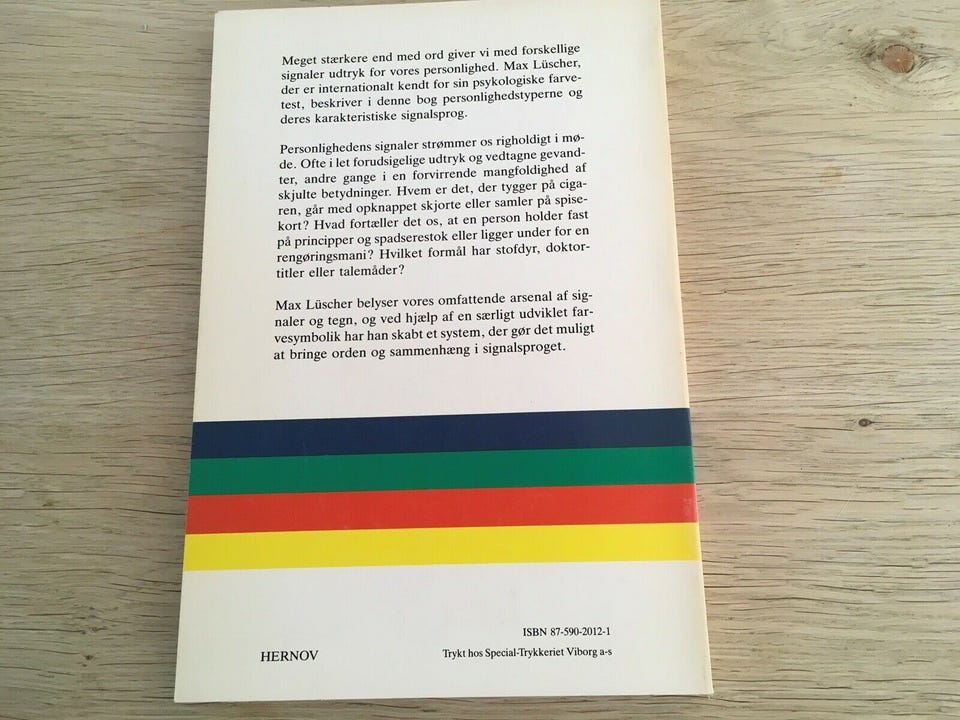 Meget stærkere end med ord giver vi med forskellige
signaler udtryk for vores personlighed. Max Lüscher,
der er internationalt kendt for sin psykologiske farve-
test, beskriver i denne bog personlighedstyperne og
deres karakteristiske signalsprog.
Personlighedens signaler strømmer os righoldigt i mø-
de. Ofte i let forudsigelige udtryk og vedtagne gevand-
ter, andre gange i en forvirrende mangfoldighed af
skjulte betydninger. Hvem er det, der tygger på ciga-
ren, går med opknappet skjorte eller samler på spise-
kort? Hvad fortæller det os, at en person holder fast
på principper og spadserestok eller ligger under for en
rengøringsmani? Hvilket formål har stofdyr, doktor-
titler eller talemåder?
Max Lüscher belyser vores omfattende arsenal af sig-
naler og tegn, og ved hjælp af en særligt udviklet far-
vesymbolik har han skabt et system, der gør det muligt
at bringe orden og sammenhæng i signalsproget.
ISBN 87-590-2012-1
HERNOV
Trykt hos Special-Trykkeriet Viborg a-s